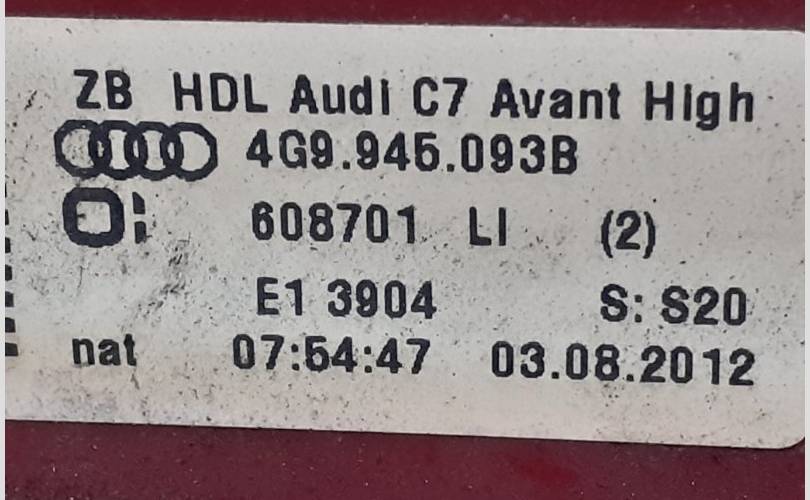 ZB HDL Audi C7 Avant High
4G9.945.093B
608701 LI (2)
E1 3904 S: S20
nat 07:54:47 03.08.2012